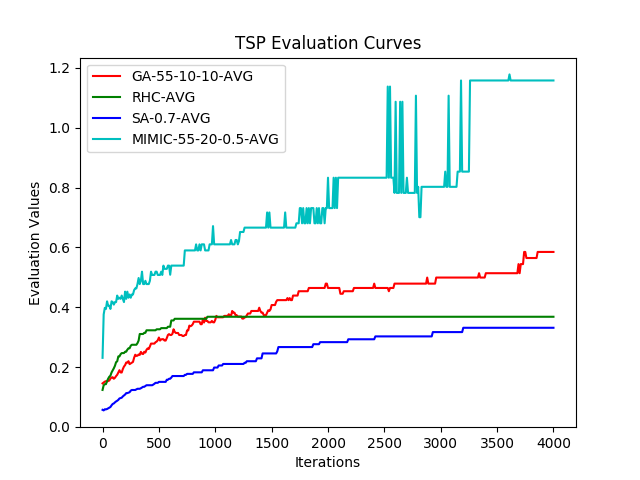 TSP Evaluation Curves
GA-55-10-10-AVG
RHC-AVG
SA-0.7-AVG
MIMIC-55-20-0.5-AVG
Evaluation Values
1.2
1.0
0.8
0.6
0.4
0.2
0.0
0 500 1000 1500 2000 2500 3000 3500 4000
Iterations